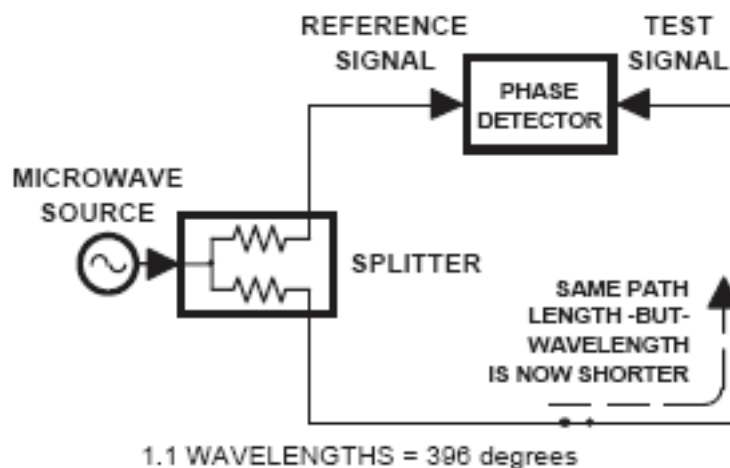 REFERENCE
SIGNAL
TEST
SIGNAL
PHASE
DETECTOR
MICROWAVE
SOURCE
SPLITTER
SAME PATH
LENGTH -BUT-
WAVELENGTH
IS NOW SHORTER
1.1 WAVELENGTHS = 396 degrees